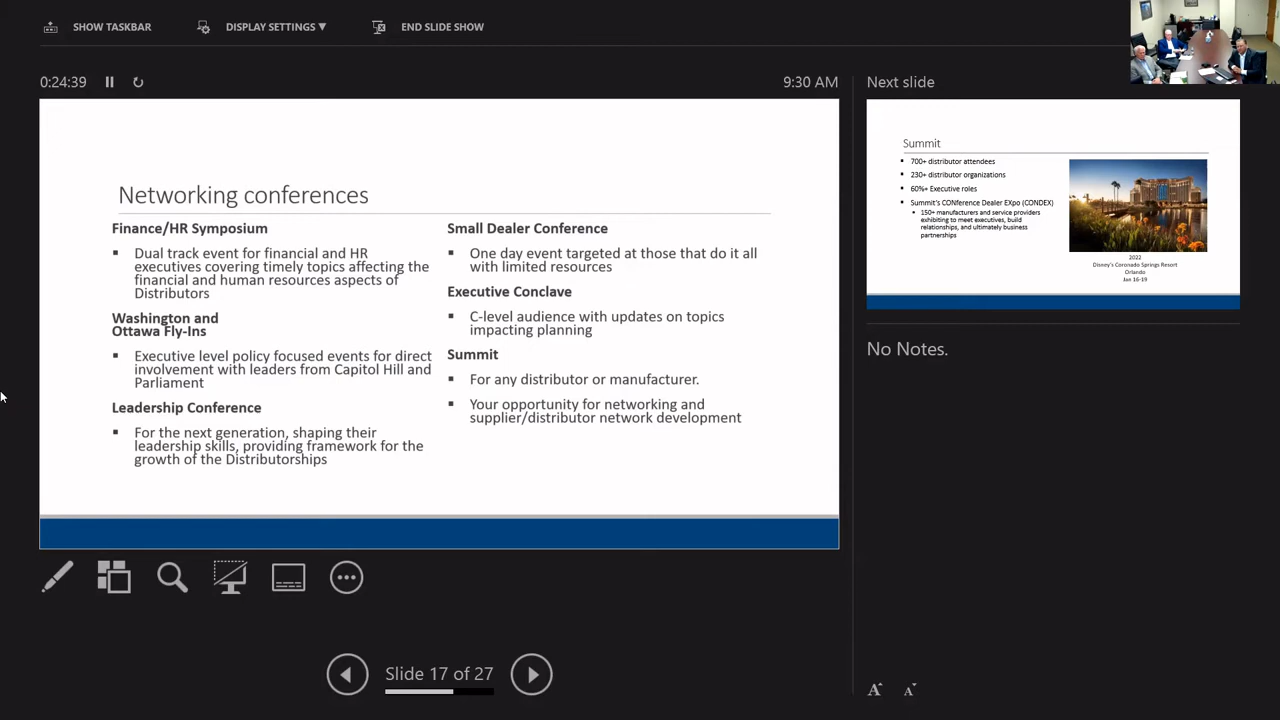 SHOW TASKBAR
DISPLAY SETTINGS ▼
END SLIDE SHOW
0:24:39
9:30 AM
Networking conferences
Finance/HR Symposium
▪ Dual track event for financial and HR
executives covering timely topics affecting the
financial and human resources aspects of
Distributors
Washington and
Ottawa Fly-Ins
▪ Executive level policy focused events for direct
involvement with leaders from Capitol Hill and
Parliament
Leadership Conference
▪ For the next generation, shaping their
leadership skills, providing framework for the
growth of the Distributorships
Small Dealer Conference
▪ One day event targeted at those that do it all
with limited resources
Executive Conclave
▪ C-level audience with updates on topics
impacting planning
Summit
▪ For any distributor or manufacturer.
▪ Your opportunity for networking and
supplier/distributor network development
Slide 17 of 27
Next slide
Summit
▪ 700+ distributor attendees
▪ 230+ distributor organizations
▪ 60%+ Executive roles
▪ Summit's CONference Dealer EXpo (CONDEX)
▪ 150+ manufacturers and service providers
exhibiting to meet executives, build
relationships, and ultimately business
partnerships
2022
Disney's Coronado Springs Resort
Orlando
Jan 16-19
No Notes.
A A